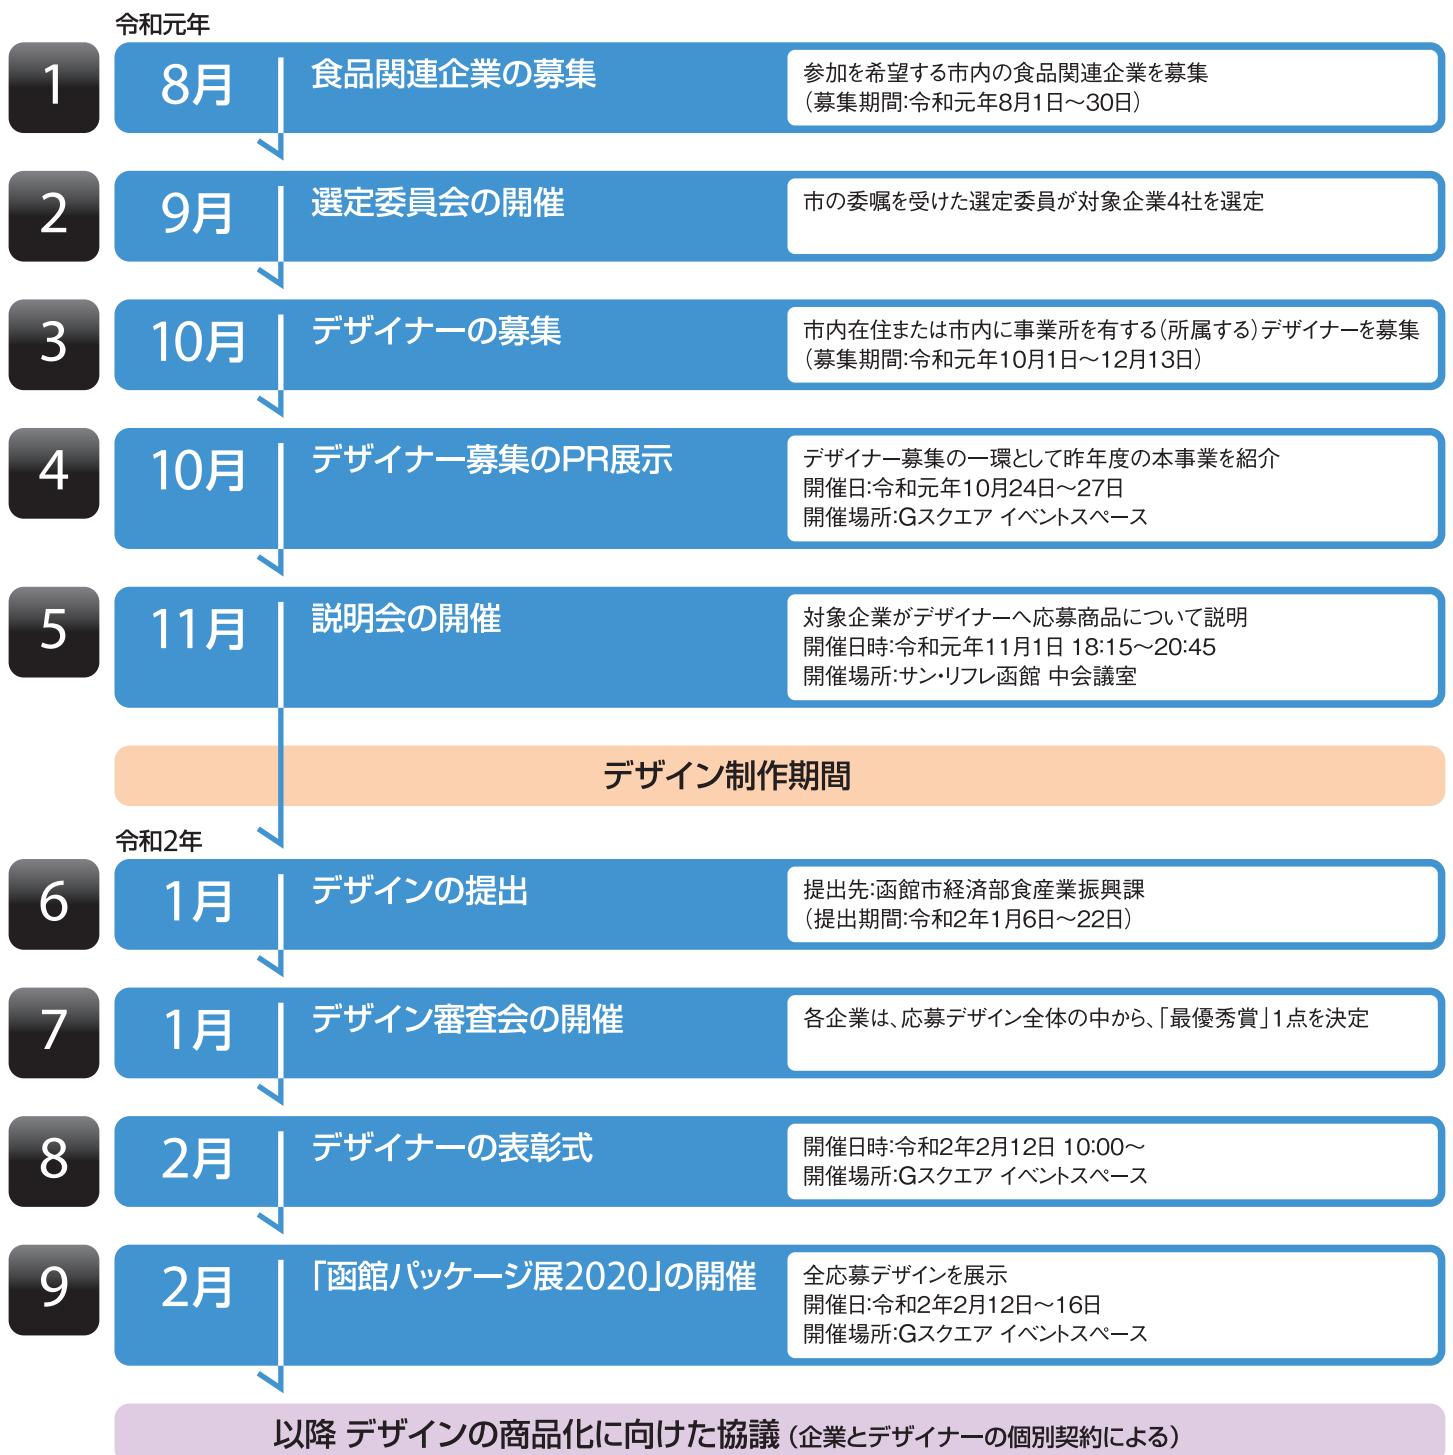 令和元年
1
8月
食品関連企業の募集
参加を希望する市内の食品関連企業を募集
（募集期間：令和元年8月1日～30日）
2
9月
選定委員会の開催
市の委嘱を受けた選定委員が対象企業4社を選定
3
10月
デザイナーの募集
市内在住または市内に事業所を有する（所属する）デザイナーを募集
（募集期間：令和元年10月1日～12月13日）
4
10月
デザイナー募集のPR展示
デザイナー募集の一環として昨年度の本事業を紹介
開催日：令和元年10月24日～27日
開催場所：Gスクエア イベントスペース
5
11月
説明会の開催
対象企業がデザイナーへ応募商品について説明
開催日時：令和元年11月1日 18：15～20：45
開催場所：サン・リフレ函館 中会議室
デザイン制作期間
令和2年
6
1月
デザインの提出
提出先：函館市経済部食産業振興課
（提出期間：令和2年1月6日～22日）
7
1月
デザイン審査会の開催
各企業は、応募デザイン全体の中から、「最優秀賞」1点を決定
8
2月
デザイナーの表彰式
開催日時：令和2年2月12日 10：00～
開催場所：Gスクエア イベントスペース
9
2月
「函館パッケージ展2020」の開催
全応募デザインを展示
開催日：令和2年2月12日～16日
開催場所：Gスクエア イベントスペース
以降 デザインの商品化に向けた協議（企業とデザイナーの個別契約による）